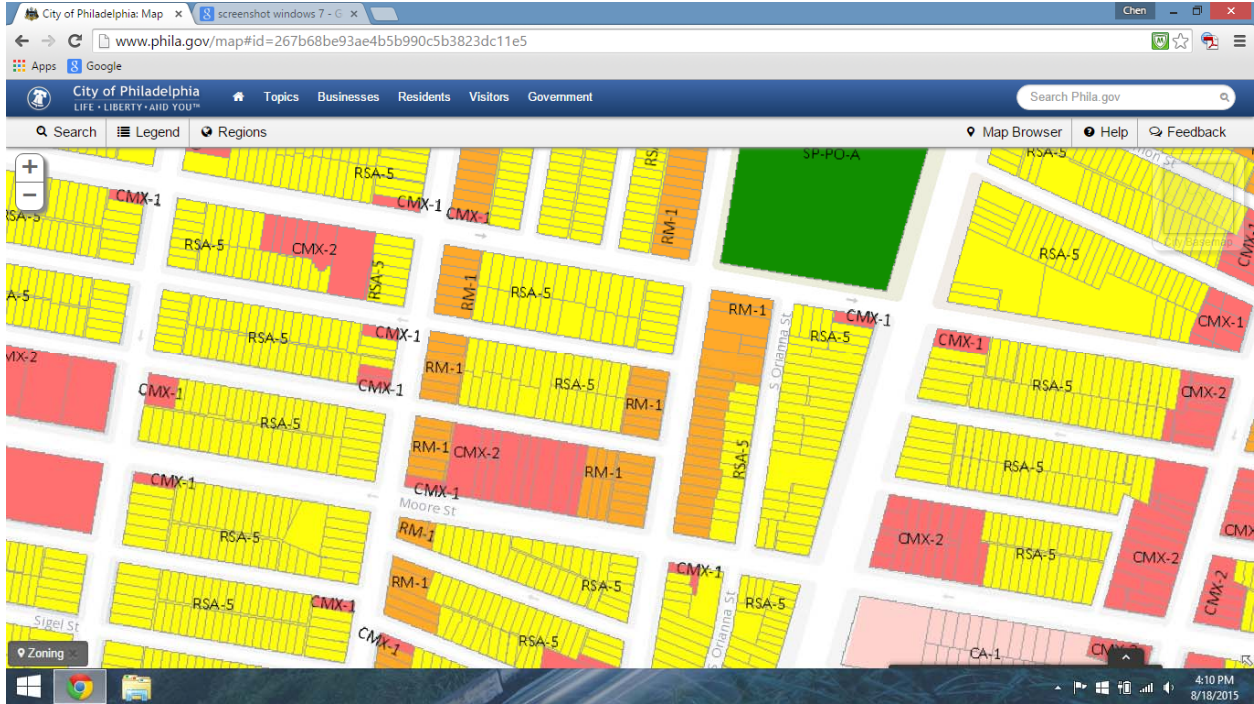 City of Philadelphia: Map
screenshot windows 7 - G
Chen
www.phila.gov/map#id=267b68be93ae4b5b990c5b3823dc11e5
Apps Google
City of Philadelphia
LIFE • LIBERTY • AND YOU™
Topics Businesses Residents Visitors Government
Search Phila.gov
Search Legend Regions
Map Browser Help Feedback
SP-PO-A
RSA-5
RS
RSA-5
CMX-1
CMX-1
CMX-1
RM-1
RSA-5
CMX-2
RSA-5
RSA-5
City Basemap
RM-1
RSA-5
A-5
RM-1
S Orianna St
CMX-1
CMX-1
RSA-5
CMX-1
RSA-5
CMX-1
MX-2
RM-1
RSA-5
CMX-1
CMX-1
RSA-5
CMX-2
RM-1
RSA-5
RM-1
CMX-2
RSA-5
RM-1
RSA-5
CMX-1
CMX-1
Moore St
RM-1
RSA-5
CMX-2
RSA-5
CMX-2
CMX
CMX-1
RM-1
RSA-5
CMX-2
RSA-5
CMX-1
RSA-5
S Orianna St
Sigel St
CMX-1
RSA-5
CA-1
Zoning
4:10 PM
8/18/2015